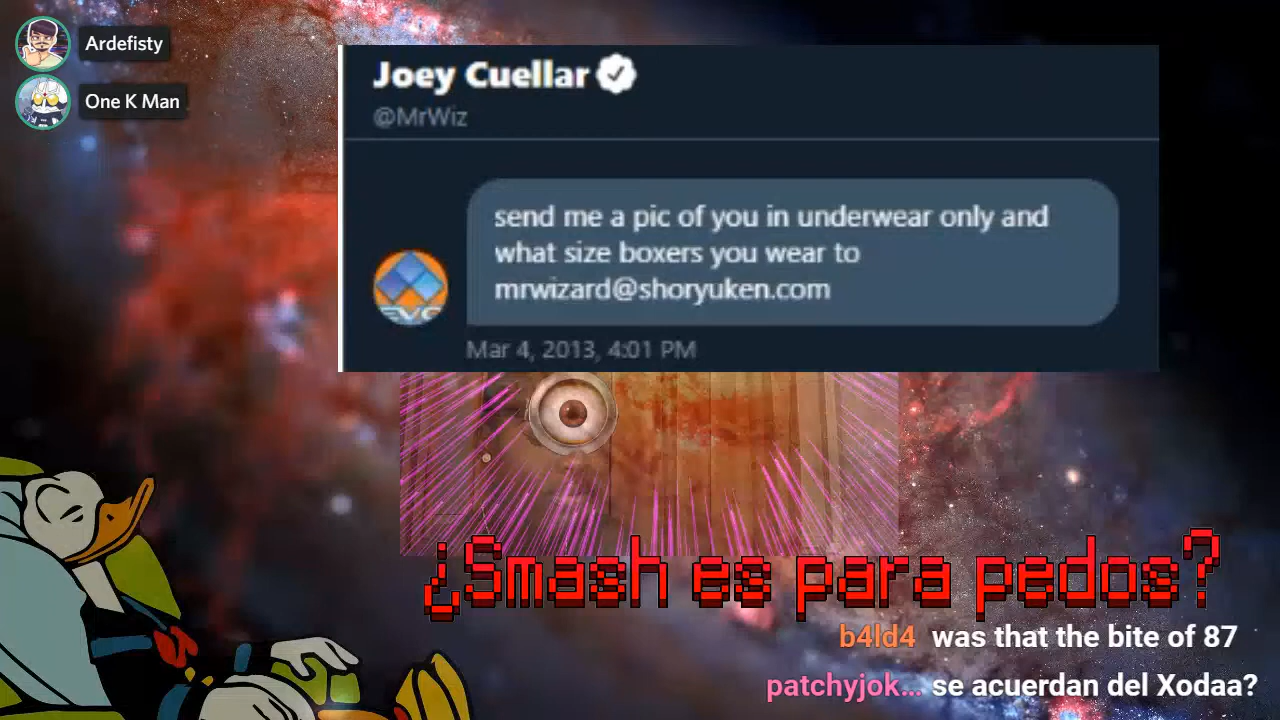 Ardefisty
One K Man
Joey Cuellar
@MrWiz
send me a pic of you in underwear only and
what size boxers you wear to
mrwizard@shoryuken.com
EVO
Mar 4, 2013, 4:01 PM
¿Smash es para pedos?
b4ld4 was that the bite of 87
patchyjok... se acuerdan del Xodaa?